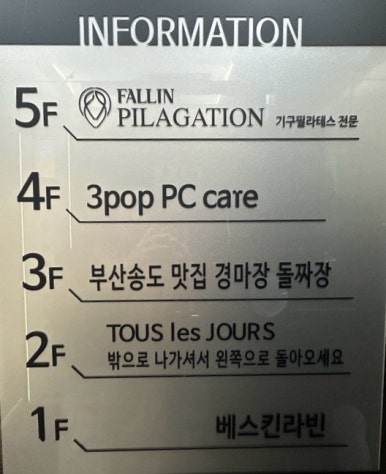 INFORMATION
5F FALLIN
PILAGATION 기구필라테스 전문
4F 3pop PC care
3F 부산송도 맛집 경마장 돌짜장
2F TOUS les JOURS
밖으로 나가셔서 왼쪽으로 돌아오세요
1F 베스킨라빈